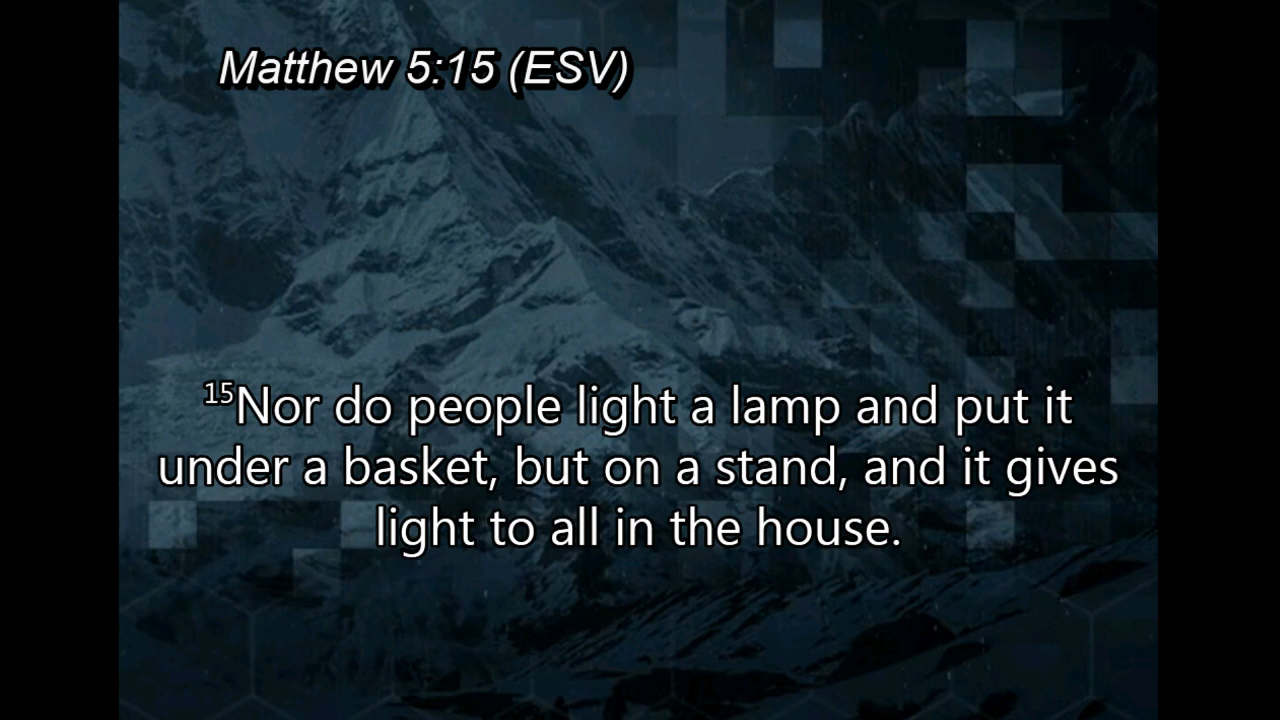 Matthew 5:15 (ESV)
15Nor do people light a lamp and put it
under a basket, but on a stand, and it gives
light to all in the house.